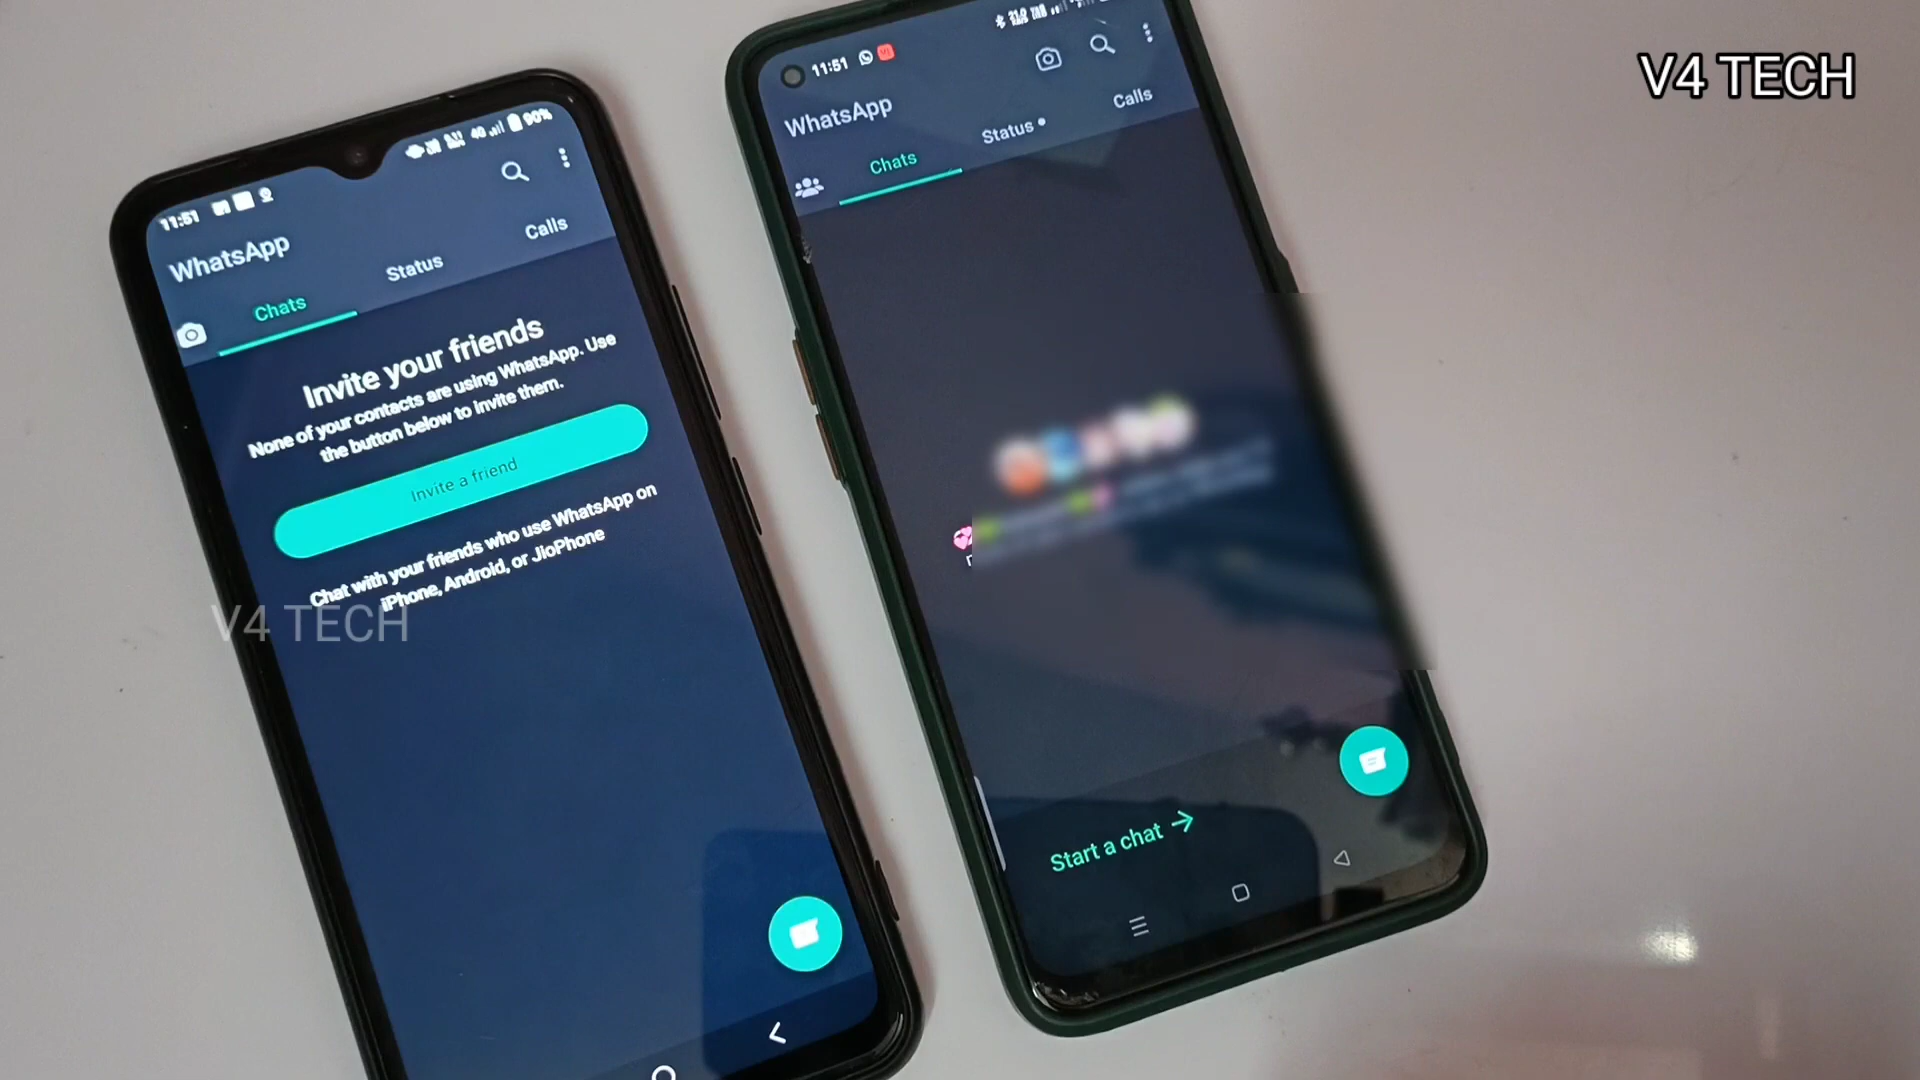 V4 TECH
11:51
4G
90%
WhatsApp
Chats
Status
Calls
Invite your friends
None of your contacts are using WhatsApp. Use
the button below to invite them.
Invite a friend
Chat with your friends who use WhatsApp on
iPhone, Android, or JioPhone
V4 TECH
11:51
WhatsApp
Chats
Status
Calls
Start a chat